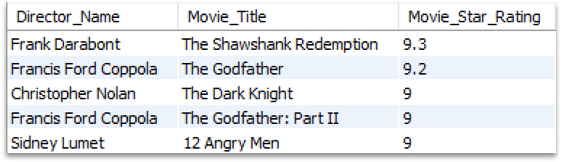 Director_Name Movie_Title Movie_Star_Rating
Frank Darabont The Shawshank Redemption 9.3
Francis Ford Coppola The Godfather 9.2
Christopher Nolan The Dark Knight 9
Francis Ford Coppola The Godfather: Part II 9
Sidney Lumet 12 Angry Men 9